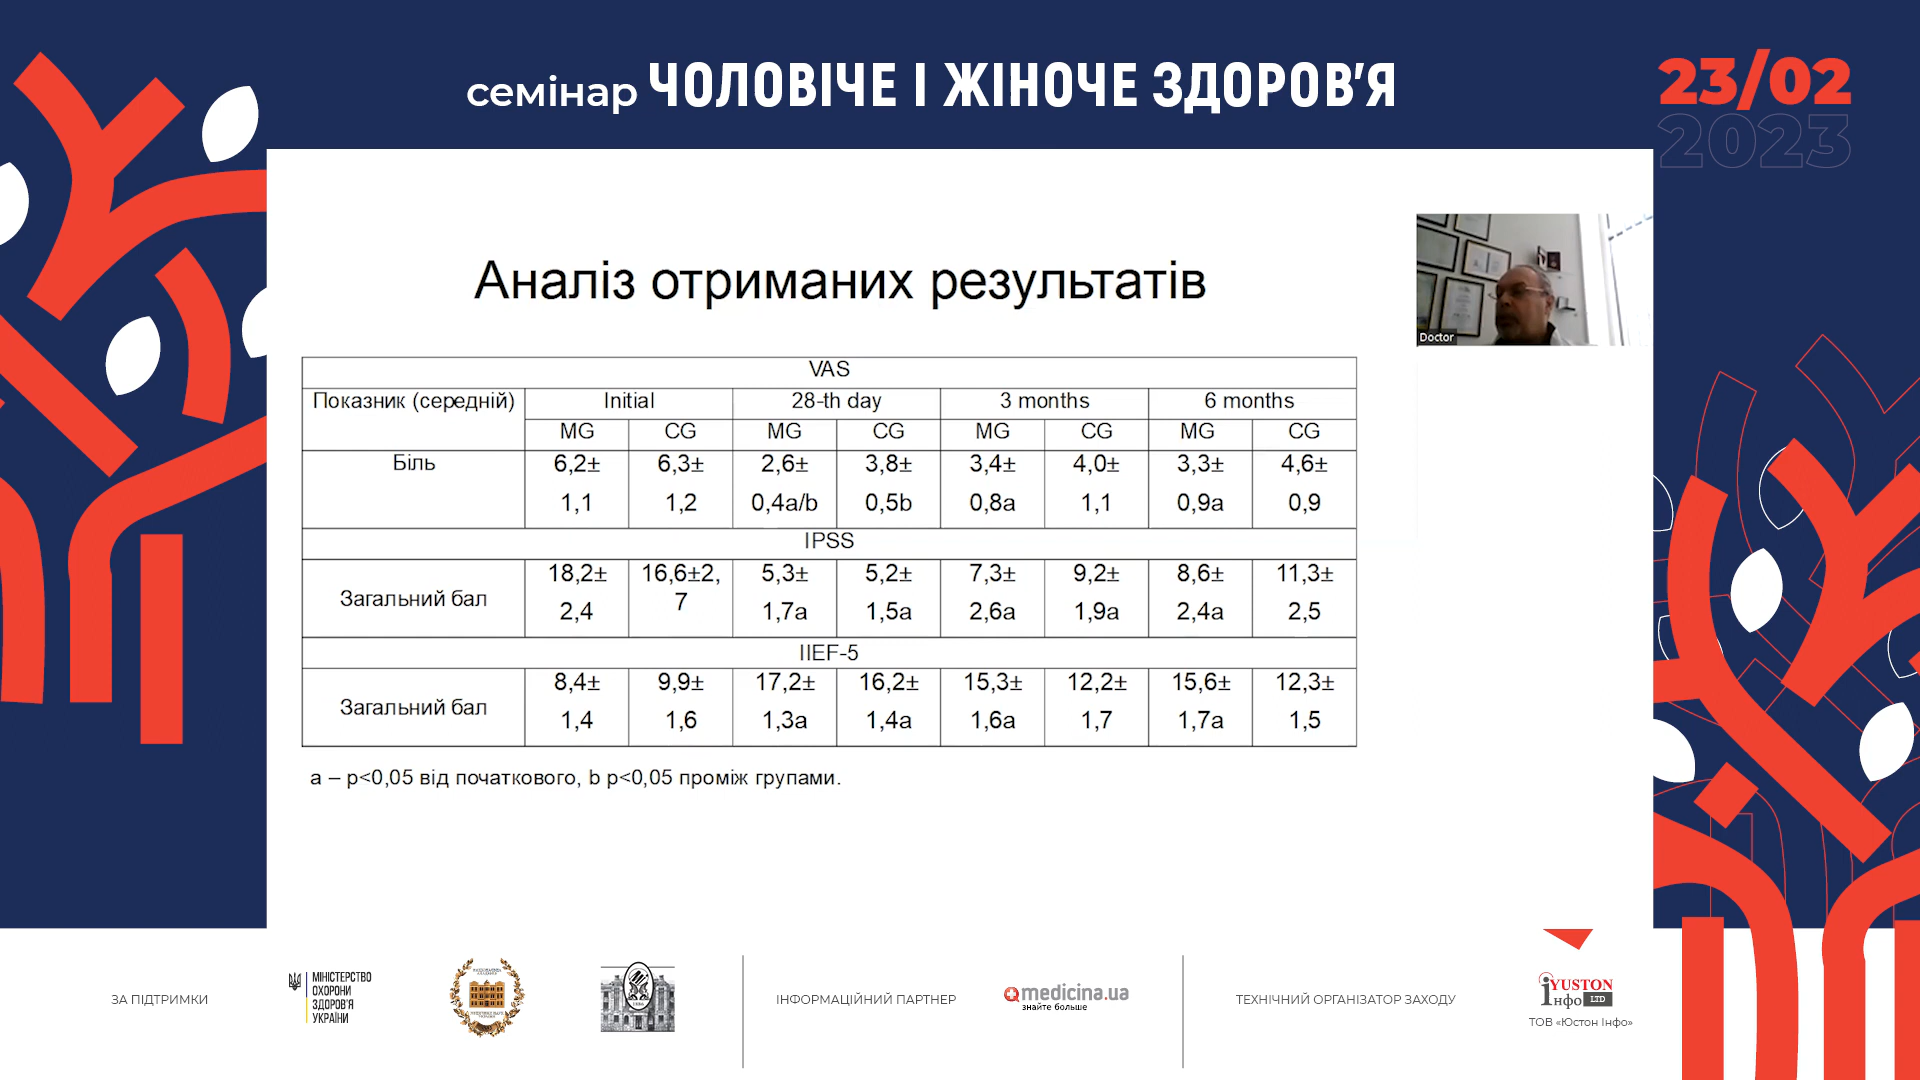 семінар ЧОЛОВІЧЕ І ЖІНОЧЕ ЗДОРОВ'Я
23/02
2023
Doctor
Аналіз отриманих результатів
VAS
Показник (середній) Initial 28-th day 3 months 6 months
MG CG MG CG MG CG MG CG
Біль 6,2± 6,3± 2,6± 3,8± 3,4± 4,0± 3,3± 4,6±
1,1 1,2 0,4a/b 0,5b 0,8a 1,1 0,9a 0,9
IPSS
Загальний бал 18,2± 16,6±2, 5,3± 5,2± 7,3± 9,2± 8,6± 11,3±
2,4 7 1,7a 1,5a 2,6a 1,9a 2,4a 2,5
IIEF-5
Загальний бал 8,4± 9,9± 17,2± 16,2± 15,3± 12,2± 15,6± 12,3±
1,4 1,6 1,3a 1,4a 1,6a 1,7 1,7a 1,5
a – p<0,05 від початкового, b p<0,05 проміж групами.
ЗА ПІДТРИМКИ
МІНІСТЕРСТВО
ОХОРОНИ
ЗДОРОВ'Я
УКРАЇНИ
ІНФОРМАЦІЙНИЙ ПАРТНЕР
medicina.ua
знайте больше
ТЕХНІЧНИЙ ОРГАНІЗАТОР ЗАХОДУ
YUSTON
інфо LTD
ТОВ «Юстон Інфо»